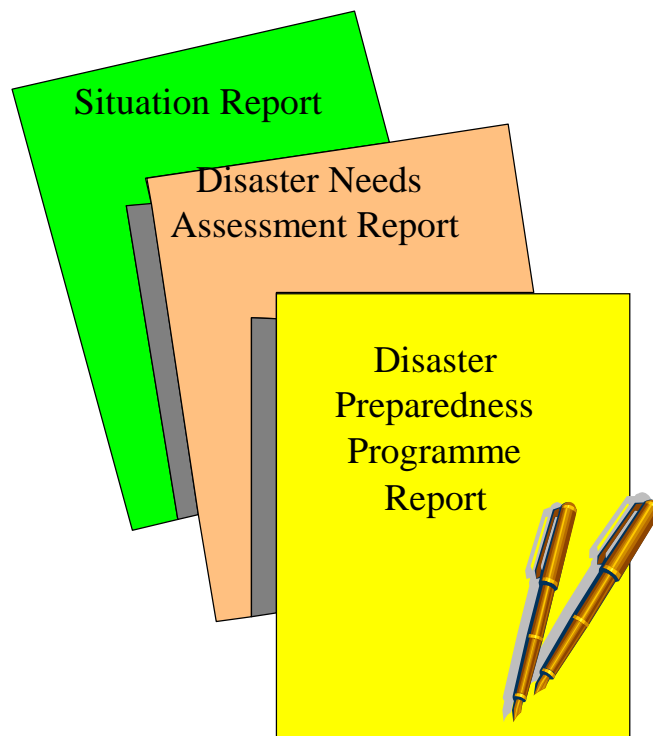 Situation Report
Disaster Needs
Assessment Report
Disaster
Preparedness
Programme
Report